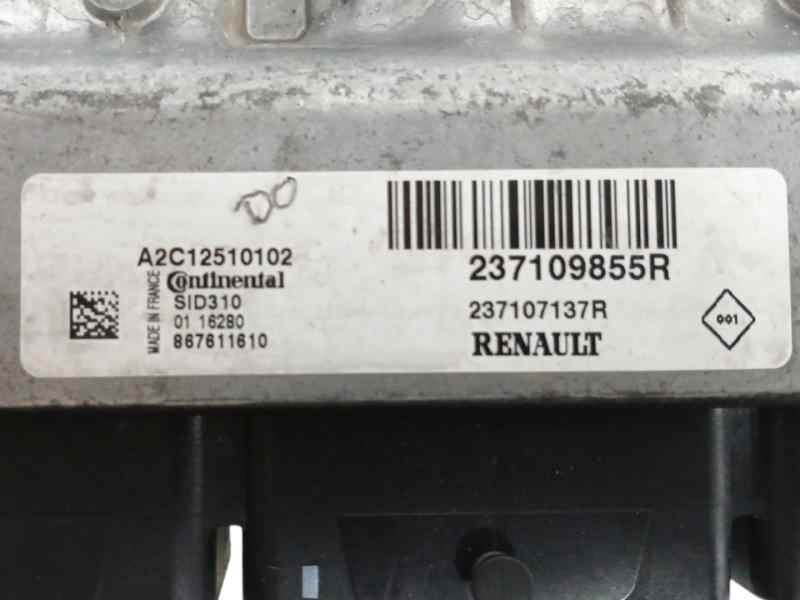 A2C12510102
Continental
SID310
01 16280
867611610
MADE IN FRANCE
237109855R
237107137R
RENAULT
001